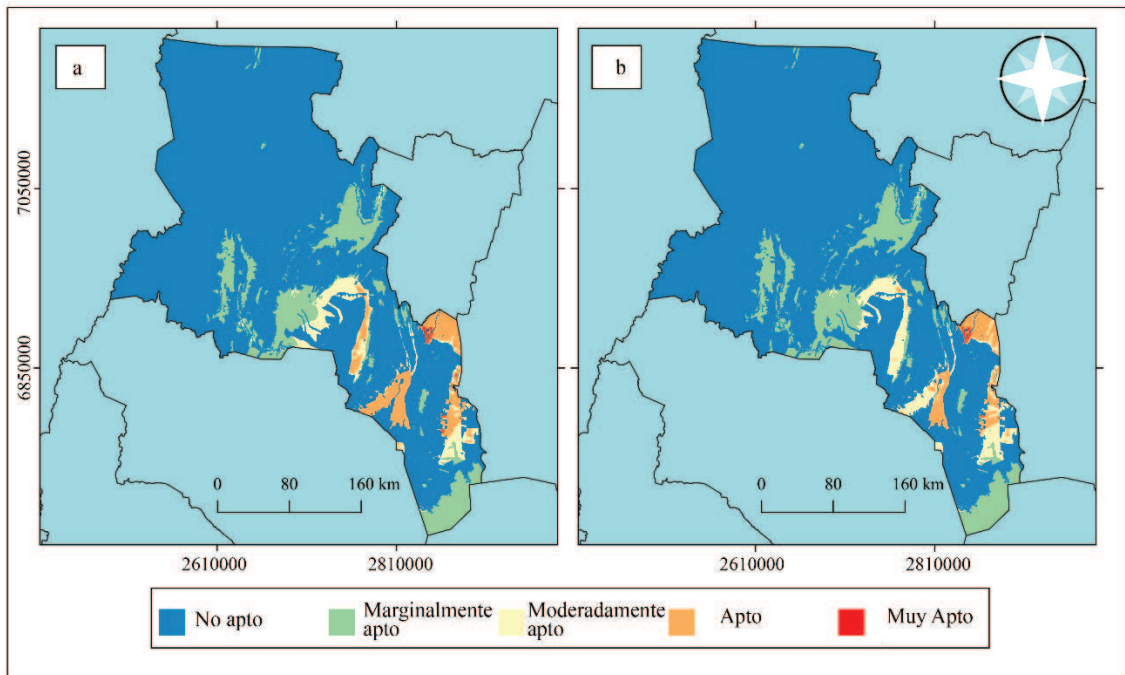 a
b
7050000
6850000
0 80 160 km
0 80 160 km
2610000 2810000
2610000 2810000
No apto
Marginalmente
apto
Moderadamente
apto
Apto
Muy Apto